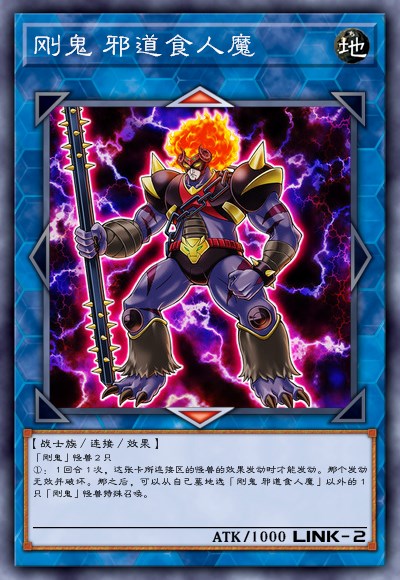 刚鬼 邪道食人魔
地
【战士族／连接／效果】
「刚鬼」怪兽２只
①：１回合１次，这张卡所连接区的怪兽的效果发动时才能发动。那个发动
无效并破坏。那之后，可以从自己墓地选「刚鬼 邪道食人魔」以外的１
只「刚鬼」怪兽特殊召唤。
ATK/1000 LINK-2